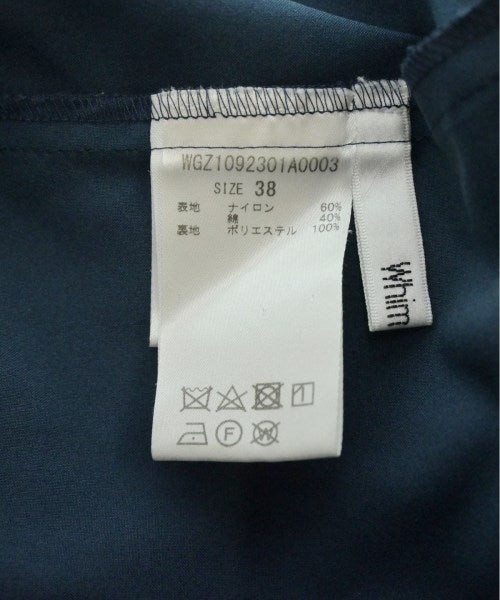 WGZ1092301A0003
SIZE 38
表地 ナイロン 60%
綿 40%
裏地 ポリエステル 100%
F
W
Whim